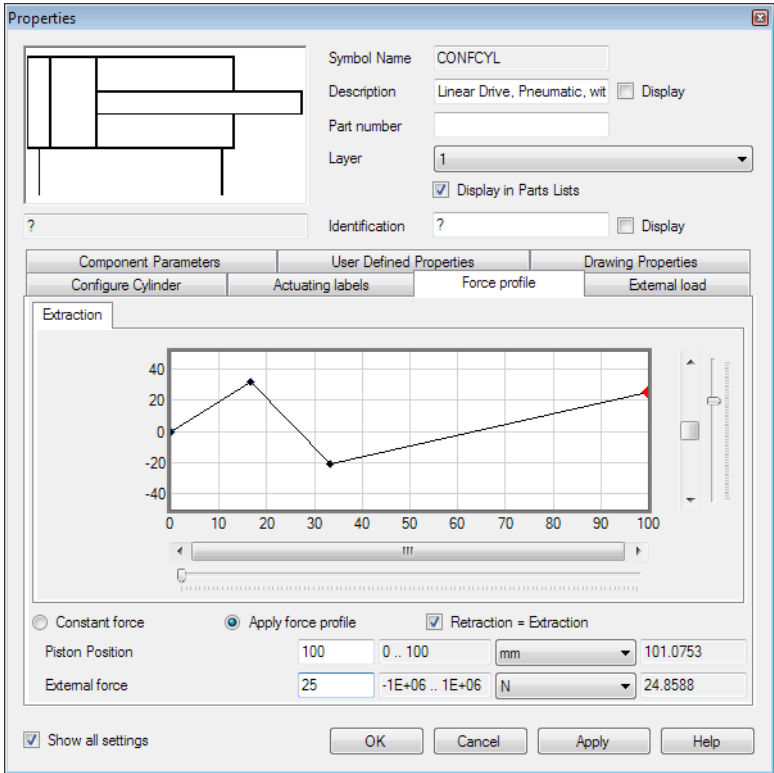 Properties
Symbol Name CONFCYL
Description Linear Drive, Pneumatic, wit Display
Part number
Layer 1
Display in Parts Lists
? Identification ? Display
Component Parameters User Defined Properties Drawing Properties
Configure Cylinder Actuating labels Force profile External load
Extraction
40
20
0
-20
-40
0 10 20 30 40 50 60 70 80 90 100
Constant force Apply force profile Retraction = Extraction
Piston Position 100 0 .. 100 mm 101.0753
External force 25 -1E+06 .. 1E+06 N 24.8588
Show all settings OK Cancel Apply Help